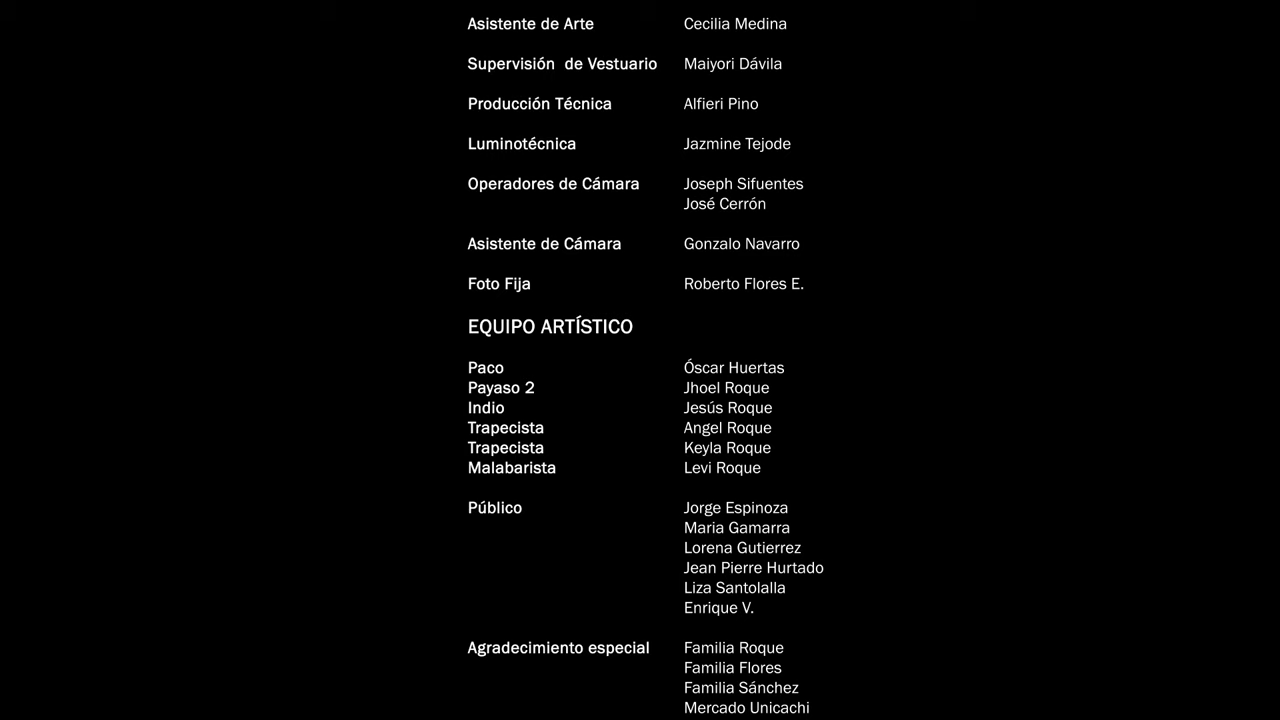 Asistente de Arte Cecilia Medina
Supervisión de Vestuario Maiyori Dávila
Producción Técnica Alfieri Pino
Luminotécnica Jazmine Tejode
Operadores de Cámara Joseph Sifuentes
José Cerrón
Asistente de Cámara Gonzalo Navarro
Foto Fija Roberto Flores E.
EQUIPO ARTÍSTICO
Paco Óscar Huertas
Payaso 2 Jhoel Roque
Indio Jesús Roque
Trapecista Angel Roque
Trapecista Keyla Roque
Malabarista Levi Roque
Público Jorge Espinoza
Maria Gamarra
Lorena Gutierrez
Jean Pierre Hurtado
Liza Santolalla
Enrique V.
Agradecimiento especial Familia Roque
Familia Flores
Familia Sánchez
Mercado Unicachi